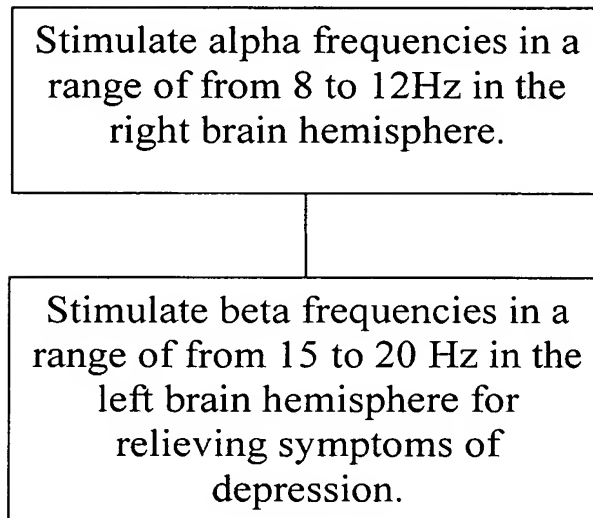 Stimulate alpha frequencies in a
range of from 8 to 12Hz in the
right brain hemisphere.
Stimulate beta frequencies in a
range of from 15 to 20 Hz in the
left brain hemisphere for
relieving symptoms of
depression.